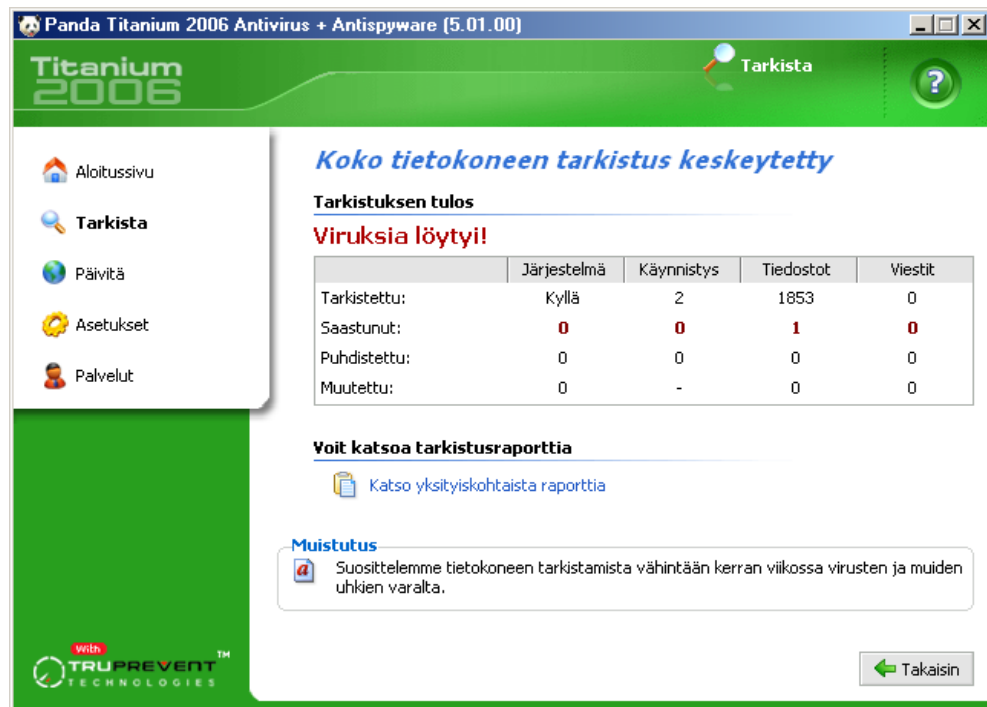 Panda Titanium 2006 Antivirus + Antispyware (5.01.00)
Titanium
2006
Tarkista
?
Aloitussivu
Tarkista
Päivitä
Asetukset
Palvelut
Koko tietokoneen tarkistus keskeytetty
Tarkistuksen tulos
Viruksia löytyi!
Järjestelmä Käynnistys Tiedostot Viestit
Tarkistettu: Kyllä 2 1853 0
Saastunut: 0 0 1 0
Puhdistettu: 0 0 0 0
Muutettu: 0 - 0 0
Voit katsoa tarkistusraporttia
Katso yksityiskohtaista raporttia
Muistutus
a
Suosittelemme tietokoneen tarkistamista vähintään kerran viikossa virusten ja muiden
uhkien varalta.
With
TRUPREVENT™
TECHNOLOGIES
Takaisin